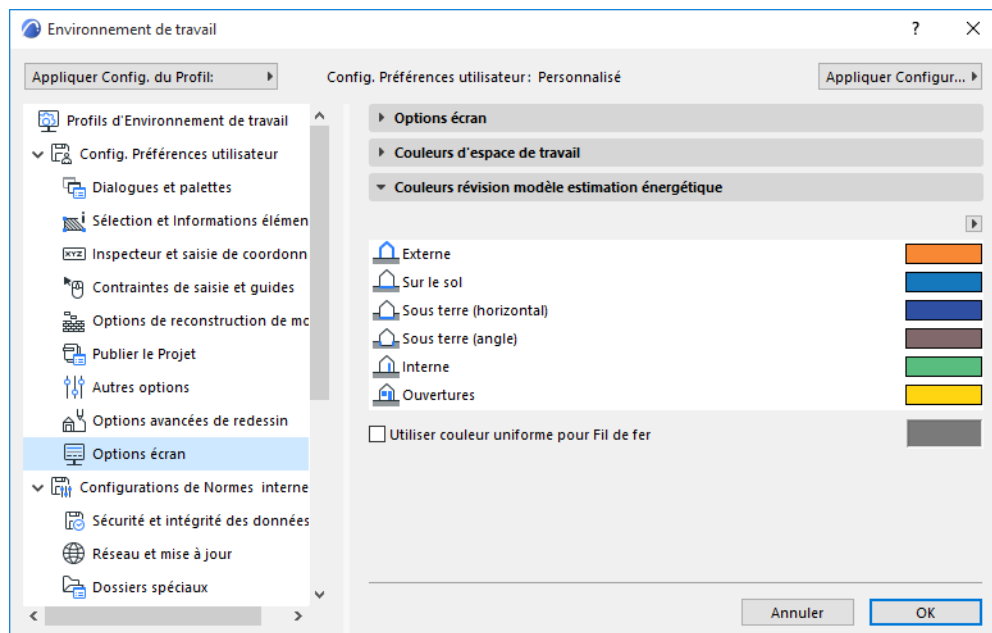 Environnement de travail
?
Appliquer Config. du Profil:
Config. Préférences utilisateur: Personnalisé
Appliquer Configur...
Profils d'Environnement de travail
Config. Préférences utilisateur
Dialogues et palettes
Sélection et Informations élémen
XYZ Inspecteur et saisie de coordonn
Contraintes de saisie et guides
Options de reconstruction de mc
Publier le Projet
Autres options
Options avancées de redessin
Options écran
Configurations de Normes interne
Sécurité et intégrité des données
Réseau et mise à jour
Dossiers spéciaux
Options écran
Couleurs d'espace de travail
Couleurs révision modèle estimation énergétique
Externe
Sur le sol
Sous terre (horizontal)
Sous terre (angle)
Interne
Ouvertures
Utiliser couleur uniforme pour Fil de fer
Annuler
OK